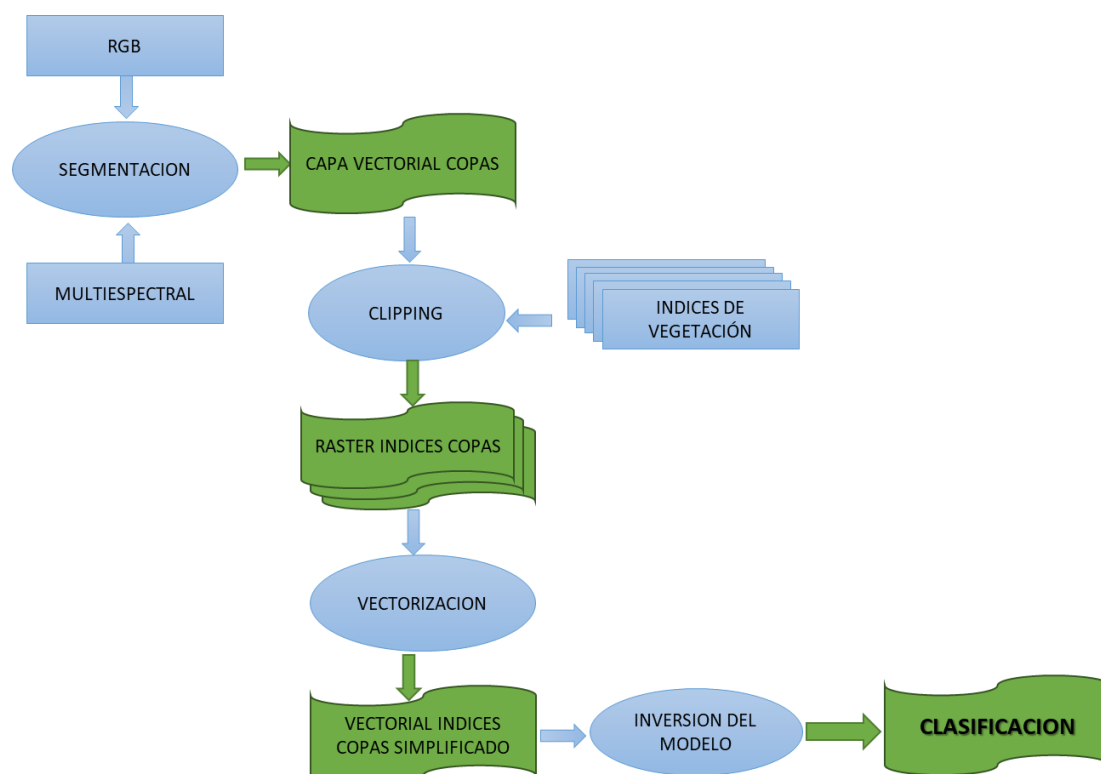 RGB
SEGMENTACION
CAPA VECTORIAL COPAS
MULTIESPECTRAL
CLIPPING
INDICES DE
VEGETACIÓN
RASTER INDICES COPAS
VECTORIZACION
VECTORIAL INDICES
COPAS SIMPLIFICADO
INVERSION DEL
MODELO
CLASIFICACION